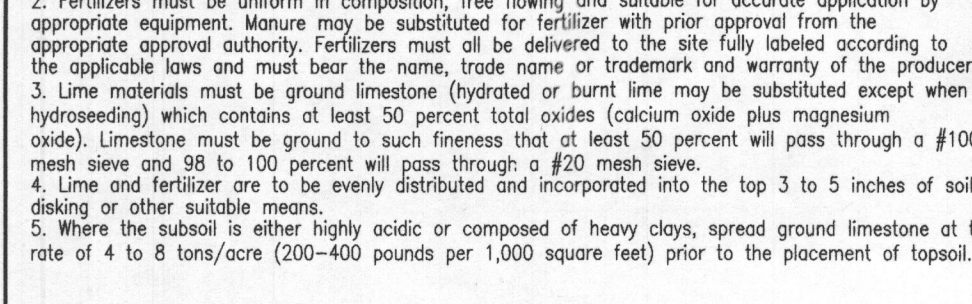 2. Fertilizers must be uniform in composition, free flowing and suitable for accurate application by
appropriate equipment. Manure may be substituted for fertilizer with prior approval from the
appropriate approval authority. Fertilizers must all be delivered to the site fully labeled according to
the applicable laws and must bear the name, trade name or trademark and warranty of the producer
3. Lime materials must be ground limestone (hydrated or burnt lime may be substituted except when
hydroseeding) which contains at least 50 percent total oxides (calcium oxide plus magnesium
oxide). Limestone must be ground to such fineness that at least 50 percent will pass through a #100
mesh sieve and 98 to 100 percent will pass through a #20 mesh sieve.
4. Lime and fertilizer are to be evenly distributed and incorporated into the top 3 to 5 inches of soil
disking or other suitable means.
5. Where the subsoil is either highly acidic or composed of heavy clays, spread ground limestone at
rate of 4 to 8 tons/acre (200-400 pounds per 1,000 square feet) prior to the placement of topsoil.